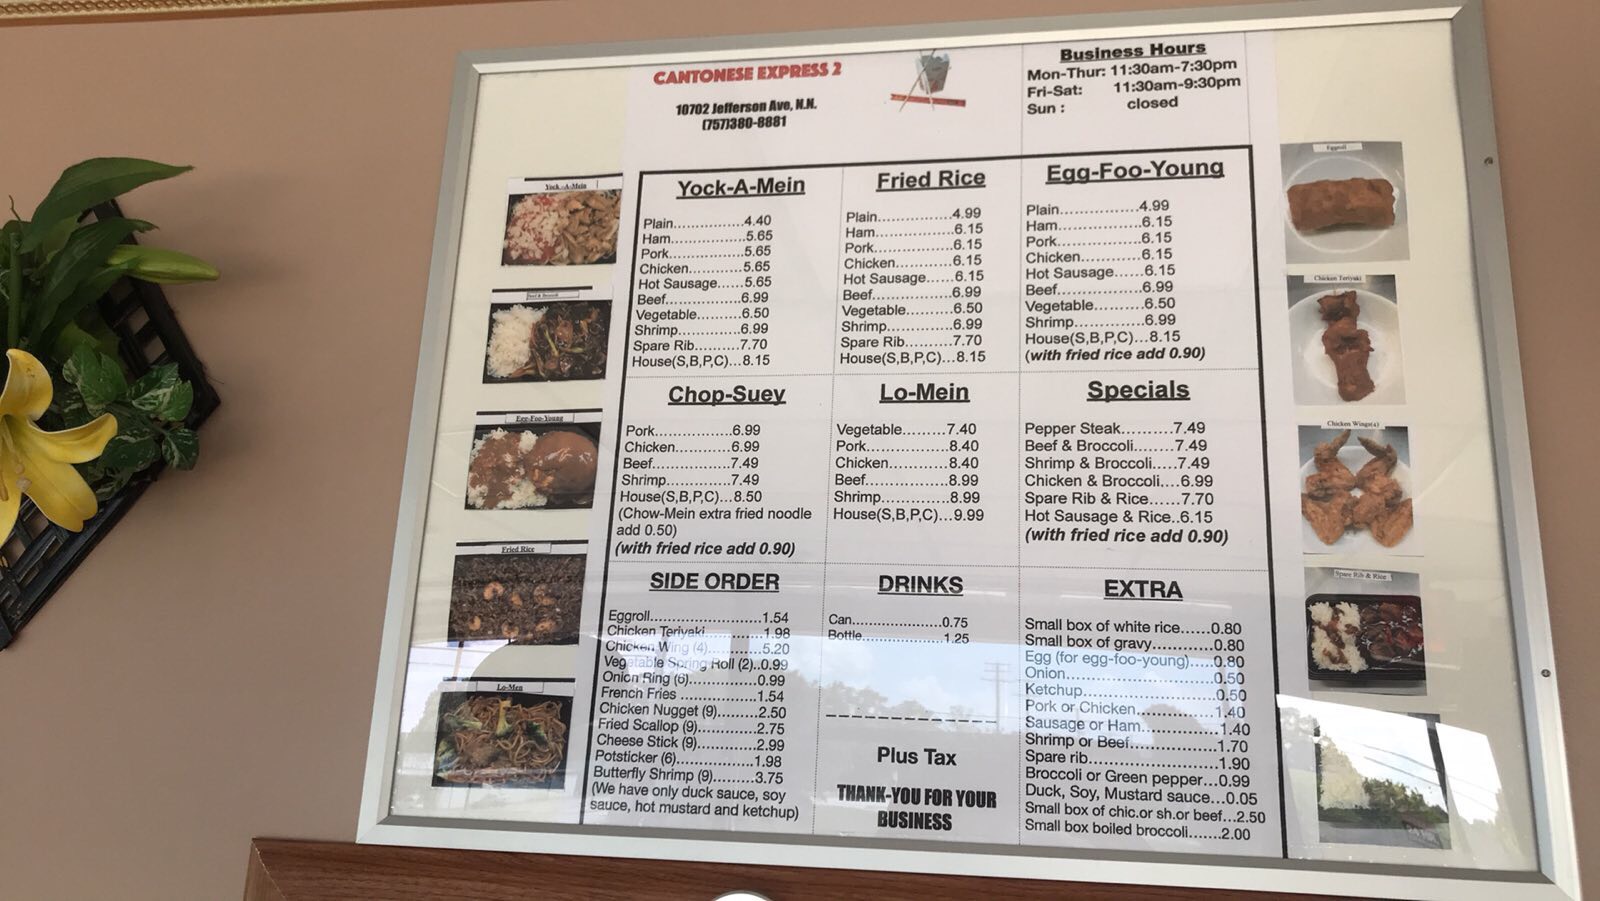 CANTONESE EXPRESS 2
10702 Jefferson Ave, N.N.
(757)380-8881
Business Hours
Mon-Thur: 11:30am-7:30pm
Fri-Sat: 11:30am-9:30pm
Sun : closed
Yock-A-Mein
Plain..............4.40
Ham...............5.65
Pork...............5.65
Chicken...........5.65
Hot Sausage......5.65
Beef...............6.99
Vegetable.........6.50
Shrimp............6.99
Spare Rib.........7.70
House(S,B,P,C)...8.15
Fried Rice
Plain..............4.99
Ham...............6.15
Pork...............6.15
Chicken...........6.15
Hot Sausage......6.15
Beef...............6.99
Vegetable.........6.50
Shrimp............6.99
Spare Rib.........7.70
House(S,B,P,C)...8.15
Egg-Foo-Young
Plain..............4.99
Ham...............6.15
Pork...............6.15
Chicken...........6.15
Hot Sausage......6.15
Beef...............6.99
Vegetable.........6.50
Shrimp............6.99
House(S,B,P,C)...8.15
(with fried rice add 0.90)
Chop-Suey
Pork...............6.99
Chicken...........6.99
Beef...............7.49
Shrimp............7.49
House(S,B,P,C)...8.50
(Chow-Mein extra fried noodle
add 0.50)
(with fried rice add 0.90)
Lo-Mein
Vegetable.........7.40
Pork...............8.40
Chicken...........8.40
Beef...............8.99
Shrimp............8.99
House(S,B,P,C)...9.99
Specials
Pepper Steak..........7.49
Beef & Broccoli......7.49
Shrimp & Broccoli.....7.49
Chicken & Broccoli....6.99
Spare Rib & Rice......7.70
Hot Sausage & Rice..6.15
(with fried rice add 0.90)
SIDE ORDER
Eggroll......................1.54
Chicken Teriyaki..........1.98
Chicken Wing (4)..........5.20
Vegetable Spring Roll (2)..0.99
Onion Ring (6)..............0.99
French Fries ................1.54
Chicken Nugget (9)........2.50
Fried Scallop (9)............2.75
Cheese Stick (9)............2.99
Potsticker (6)................1.98
Butterfly Shrimp (9)........3.75
(We have only duck sauce, soy
sauce, hot mustard and ketchup)
DRINKS
Can..................0.75
Bottle................1.25
Plus Tax
THANK-YOU FOR YOUR
BUSINESS
EXTRA
Small box of white rice......0.80
Small box of gravy............0.80
Egg (for egg-foo-young).....0.80
Onion..........................0.50
Ketchup........................0.50
Pork or Chicken..............1.40
Sausage or Ham..............1.40
Shrimp or Beef................1.70
Spare rib.......................1.90
Broccoli or Green pepper...0.99
Duck, Soy, Mustard sauce...0.05
Small box of chic.or sh.or beef...2.50
Small box boiled broccoli.......2.00
Yock-A-Mein
Egg-Foo-Young
Fried Rice
Lo-Men
Eggroll
Chicken Teriyaki
Chicken Wings(4)
Spare Rib & Rice